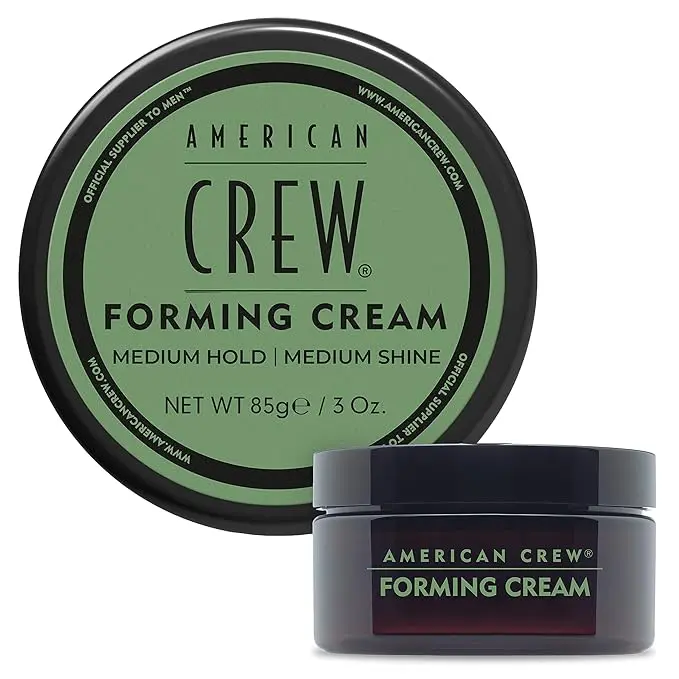 OFFICIAL SUPPLIER TO MEN™
WWW.AMERICANCREW.COM
AMERICAN
CREW®
FORMING CREAM
MEDIUM HOLD | MEDIUM SHINE
NET WT 85g℮ / 3 Oz.
WWW.AMERICANCREW.COM
OFFICIAL SUPPLIER TO
AMERICAN CREW®
FORMING CREAM